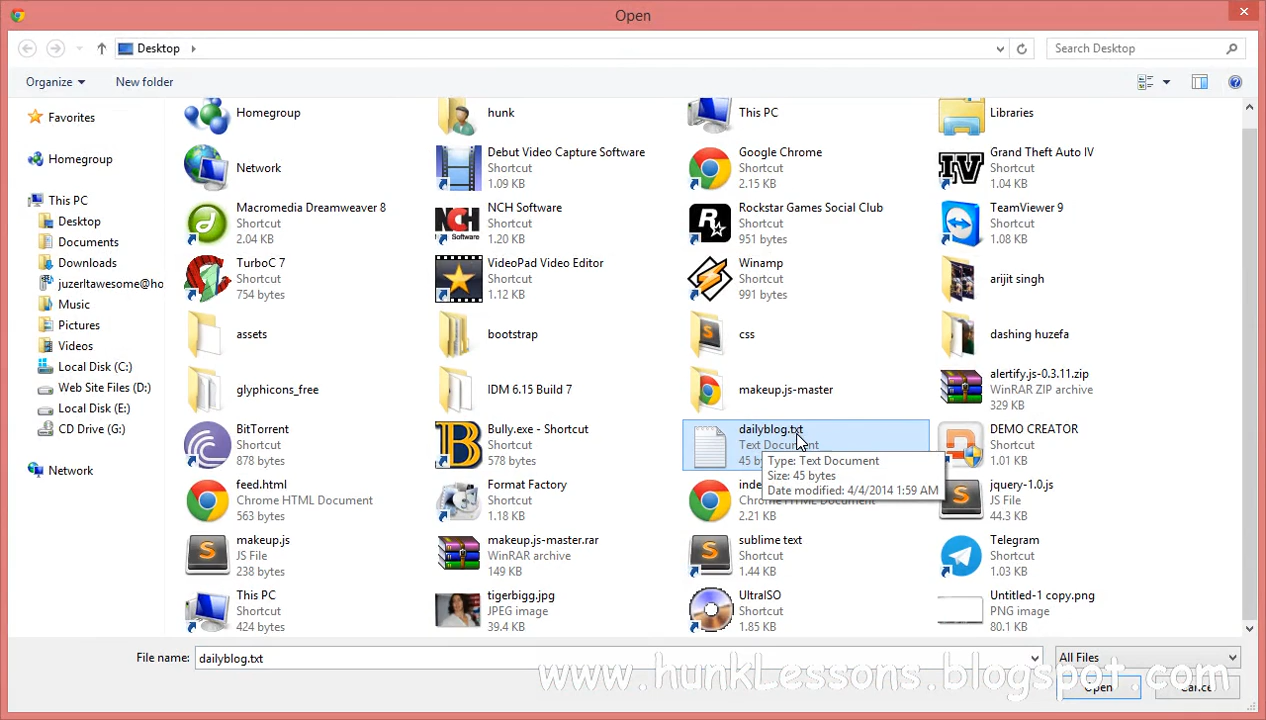 Open
Desktop
Search Desktop
Organize
New folder
Favorites
Homegroup
This PC
Desktop
Documents
Downloads
juzerltawesome@ho
Music
Pictures
Videos
Local Disk (C:)
Web Site Files (D:)
Local Disk (E:)
CD Drive (G:)
Network
Homegroup
hunk
This PC
Libraries
Network
Debut Video Capture Software
Shortcut
1.09 KB
Google Chrome
Shortcut
2.15 KB
Grand Theft Auto IV
Shortcut
1.04 KB
Macromedia Dreamweaver 8
Shortcut
2.04 KB
NCH Software
Shortcut
1.20 KB
Rockstar Games Social Club
Shortcut
951 bytes
TeamViewer 9
Shortcut
1.08 KB
TurboC 7
Shortcut
754 bytes
VideoPad Video Editor
Shortcut
1.12 KB
Winamp
Shortcut
991 bytes
arijit singh
assets
bootstrap
css
dashing huzefa
glyphicons_free
IDM 6.15 Build 7
makeup.js-master
alertify.js-0.3.11.zip
WinRAR ZIP archive
329 KB
BitTorrent
Shortcut
878 bytes
Bully.exe - Shortcut
Shortcut
578 bytes
dailyblog.txt
Text Document
45 by
Type: Text Document
Size: 45 bytes
Date modified: 4/4/2014 1:59 AM
DEMO CREATOR
Shortcut
1.01 KB
feed.html
Chrome HTML Document
563 bytes
Format Factory
Shortcut
1.18 KB
inde
Chrome HTML Document
2.21 KB
jquery-1.0.js
JS File
44.3 KB
makeup.js
JS File
238 bytes
makeup.js-master.rar
WinRAR archive
149 KB
sublime text
Shortcut
1.44 KB
Telegram
Shortcut
1.03 KB
This PC
Shortcut
424 bytes
tigerbigg.jpg
JPEG image
39.4 KB
UltraISO
Shortcut
1.85 KB
Untitled-1 copy.png
PNG image
80.1 KB
File name:
dailyblog.txt
All Files
www.hunkLessons.blogspot.com
Open
Cancel